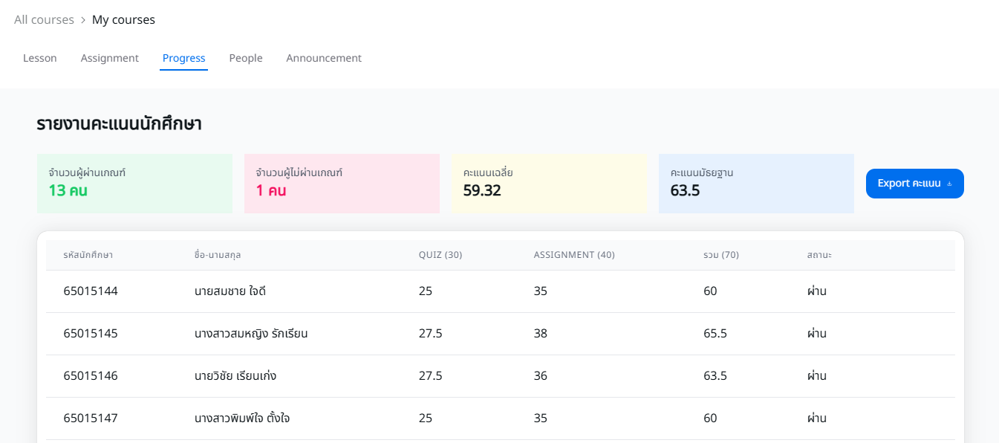 All courses > My courses
Lesson Assignment Progress People Announcement
รายงานคะแนนนักศึกษา
จำนวนผู้ผ่านเกณฑ์ จำนวนผู้ไม่ผ่านเกณฑ์ คะแนนเฉลี่ย คะแนนมัธยฐาน
13 คน 1 คน 59.32 63.5
Export คะแนน
รหัสนักศึกษา ชื่อ-นามสกุล QUIZ (30) ASSIGNMENT (40) รวม (70) สถานะ
65015144 นายสมชาย ใจดี 25 35 60 ผ่าน
65015145 นางสาวสมหญิง รักเรียน 27.5 38 65.5 ผ่าน
65015146 นายวิชัย เรียนเก่ง 27.5 36 63.5 ผ่าน
65015147 นางสาวพิมพ์ใจ ตั้งใจ 25 35 60 ผ่าน